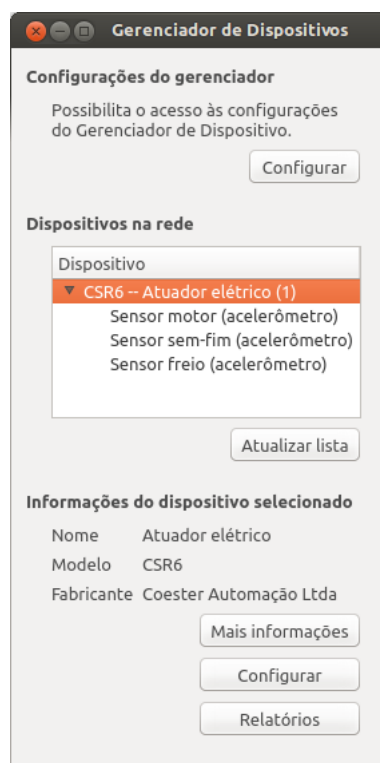 Gerenciador de Dispositivos
Configurações do gerenciador
Possibilita o acesso às configurações
do Gerenciador de Dispositivo.
Configurar
Dispositivos na rede
Dispositivo
CSR6 -- Atuador elétrico (1)
Sensor motor (acelerômetro)
Sensor sem-fim (acelerômetro)
Sensor freio (acelerômetro)
Atualizar lista
Informações do dispositivo selecionado
Nome Atuador elétrico
Modelo CSR6
Fabricante Coester Automação Ltda
Mais informações
Configurar
Relatórios